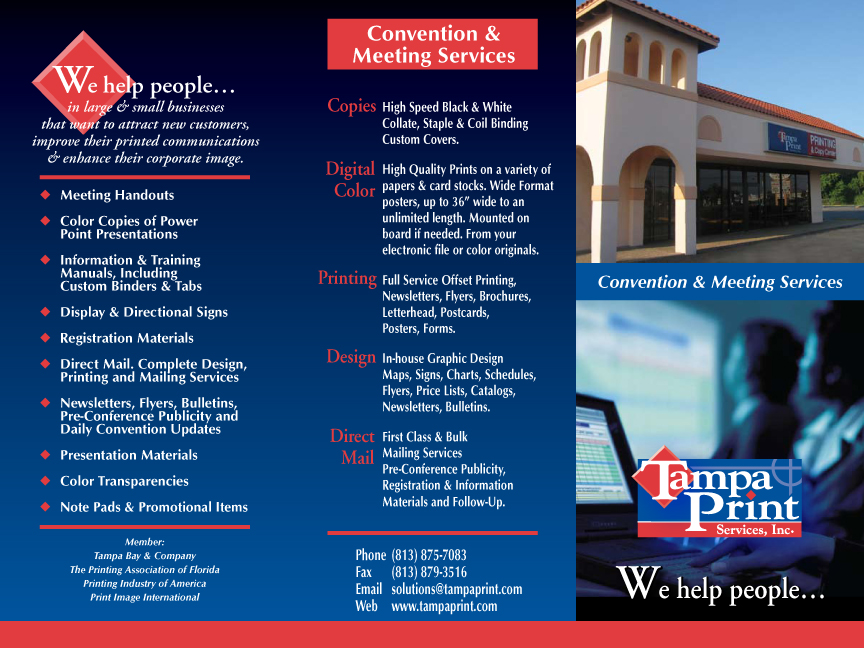 We help people…
in large & small businesses
that want to attract new customers,
improve their printed communications
& enhance their corporate image.
Meeting Handouts
Color Copies of Power
Point Presentations
Information & Training
Manuals, Including
Custom Binders & Tabs
Display & Directional Signs
Registration Materials
Direct Mail. Complete Design,
Printing and Mailing Services
Newsletters, Flyers, Bulletins,
Pre-Conference Publicity and
Daily Convention Updates
Presentation Materials
Color Transparencies
Note Pads & Promotional Items
Member:
Tampa Bay & Company
The Printing Association of Florida
Printing Industry of America
Print Image International
Convention &
Meeting Services
Copies
High Speed Black & White
Collate, Staple & Coil Binding
Custom Covers.
Digital
Color
High Quality Prints on a variety of
papers & card stocks. Wide Format
posters, up to 36” wide to an
unlimited length. Mounted on
board if needed. From your
electronic file or color originals.
Printing
Full Service Offset Printing,
Newsletters, Flyers, Brochures,
Letterhead, Postcards,
Posters, Forms.
Design
In-house Graphic Design
Maps, Signs, Charts, Schedules,
Flyers, Price Lists, Catalogs,
Newsletters, Bulletins.
Direct
Mail
First Class & Bulk
Mailing Services
Pre-Conference Publicity,
Registration & Information
Materials and Follow-Up.
Phone (813) 875-7083
Fax (813) 879-3516
Email solutions@tampaprint.com
Web www.tampaprint.com
Tampa
Print
PRINTING
& Copy Center
Convention & Meeting Services
Tampa
Print
Services, Inc.
We help people…